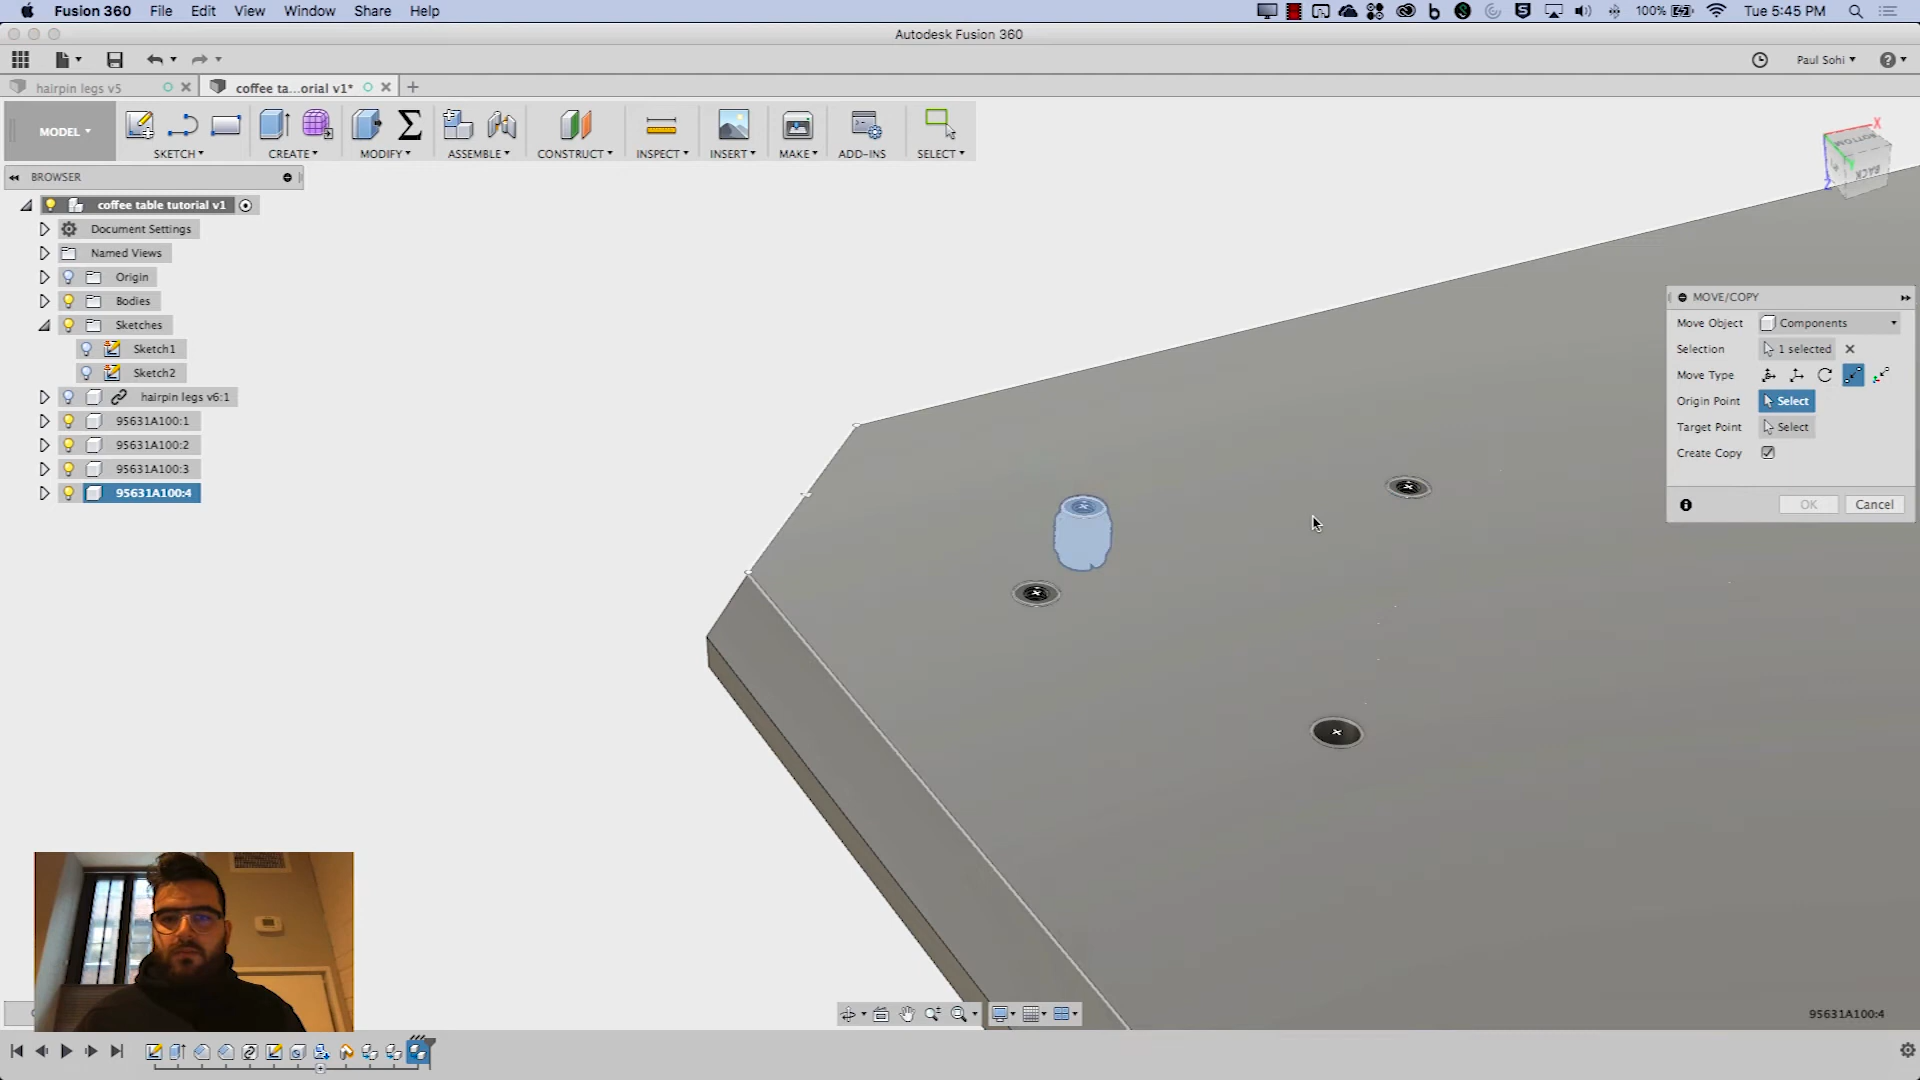 Fusion 360 File Edit View Window Share Help
100% Tue 5:45 PM
Autodesk Fusion 360
Paul Sohi
hairpin legs v5
coffee ta...orial v1*
MODEL
SKETCH CREATE MODIFY ASSEMBLE CONSTRUCT INSPECT INSERT MAKE ADD-INS SELECT
BROWSER
coffee table tutorial v1
Document Settings
Named Views
Origin
Bodies
Sketches
Sketch1
Sketch2
hairpin legs v6:1
95631A100:1
95631A100:2
95631A100:3
95631A100:4
X
Z
BOTTOM
BACK
MOVE/COPY
Move Object Components
Selection 1 selected
Move Type
Origin Point Select
Target Point Select
Create Copy
OK Cancel
95631A100:4